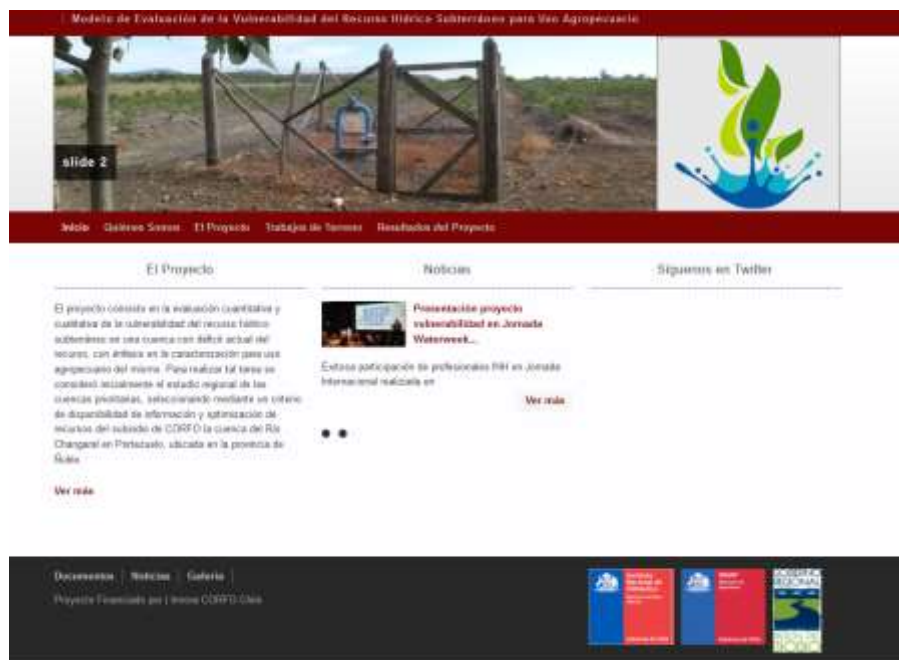 Modelo de Evaluación de la Vulnerabilidad del Recurso Hídrico Subterráneo para Uso Agropecuario
slide 2
Inicio Quiénes Somos El Proyecto Trabajos de Terreno Resultados del Proyecto
El Proyecto
El proyecto consiste en la evaluación cuantitativa y
cualitativa de la vulnerabilidad del recurso hídrico
subterráneo en una cuenca con déficit actual del
recurso, con énfasis en la caracterización para uso
agropecuario del mismo. Para realizar tal tarea se
consideró inicialmente el estudio regional de las
cuencas prioritarias, seleccionando mediante un criterio
de disponibilidad de información y optimización de
recursos del subsidio de CORFO la cuenca del Río
Changaral en Portezuelo, ubicada en la provincia de
Ñuble.
Ver más
Noticias
Presentación proyecto
vulnerabilidad en Jornada
Waterweek...
Exitosa participación de profesionales INH en Jornada
Internacional realizada en
Ver más
Síguenos en Twitter
Documentos Noticias Galería
Proyecto Financiado por | Innova CORFO Chile
GOBIERNO
REGIONAL